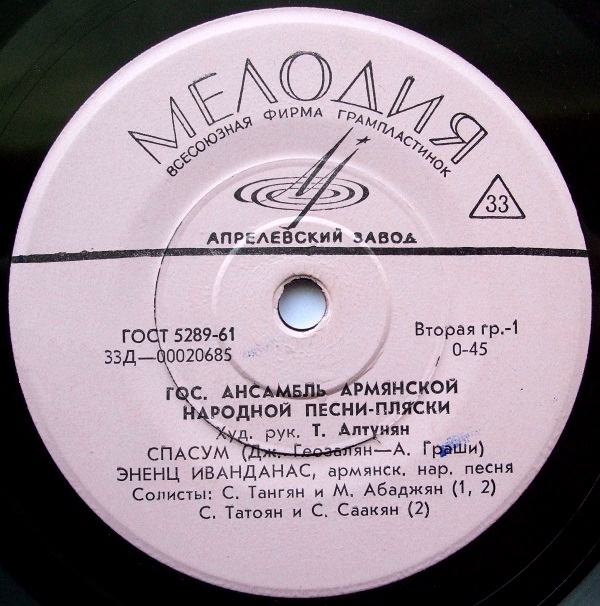 МЕЛОДИЯ
ВСЕСОЮЗНАЯ ФИРМА ГРАМПЛАСТИНОК
33
АПРЕЛЕВСКИЙ ЗАВОД
ГОСТ 5289-61
33Д—00020685
Вторая гр.-1
0-45
ГОС. АНСАМБЛЬ АРМЯНСКОЙ
НАРОДНОЙ ПЕСНИ-ПЛЯСКИ
Худ. рук. Т. Алтунян
СПАСУМ (Дж. Геозалян—А. Граши)
ЭНЕНЦ ИВАНДАНАС, армянск. нар. песня
Солисты: С. Тангян и М. Абаджян (1, 2)
С. Татоян и С. Саакян (2)